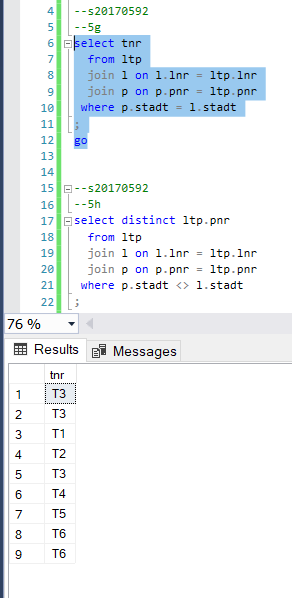 4 --s20170592
5 --5g
6 select tnr
7 from ltp
8 join l on l.lnr = ltp.lnr
9 join p on p.pnr = ltp.pnr
10 where p.stadt = l.stadt
11 ;
12 go
13
14
15 --s20170592
16 --5h
17 select distinct ltp.pnr
18 from ltp
19 join l on l.lnr = ltp.lnr
20 join p on p.pnr = ltp.pnr
21 where p.stadt <> l.stadt
22 ;
76 %
Results Messages
tnr
1 T3
2 T3
3 T1
4 T2
5 T3
6 T4
7 T5
8 T6
9 T6